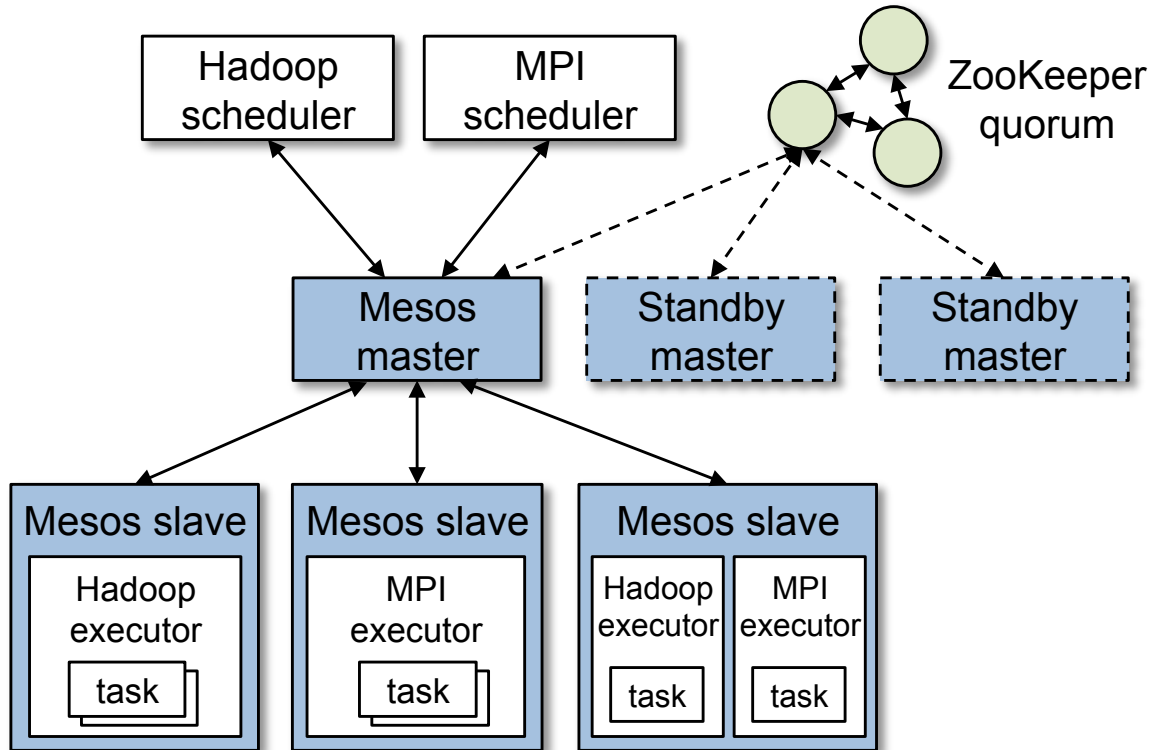 Hadoop
scheduler
MPI
scheduler
ZooKeeper
quorum
Mesos
master
Standby
master
Standby
master
Mesos slave
Hadoop
executor
task
Mesos slave
MPI
executor
task
Mesos slave
Hadoop
executor
task
MPI
executor
task